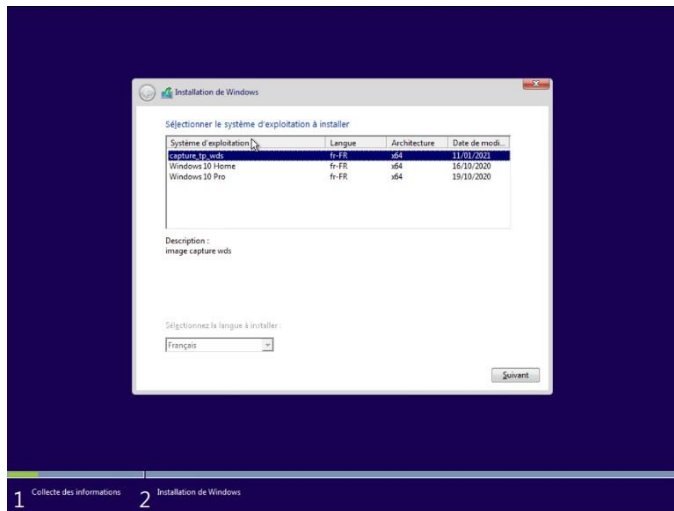 Installation de Windows
Sélectionner le système d'exploitation à installer
Système d'exploitation Langue Architecture Date de modi...
capture_tp_wds fr-FR x64 11/01/2021
Windows 10 Home fr-FR x64 16/10/2020
Windows 10 Pro fr-FR x64 19/10/2020
Description :
image capture wds
Sélectionnez la langue à installer
Français
Suivant
1 Collecte des informations 2 Installation de Windows